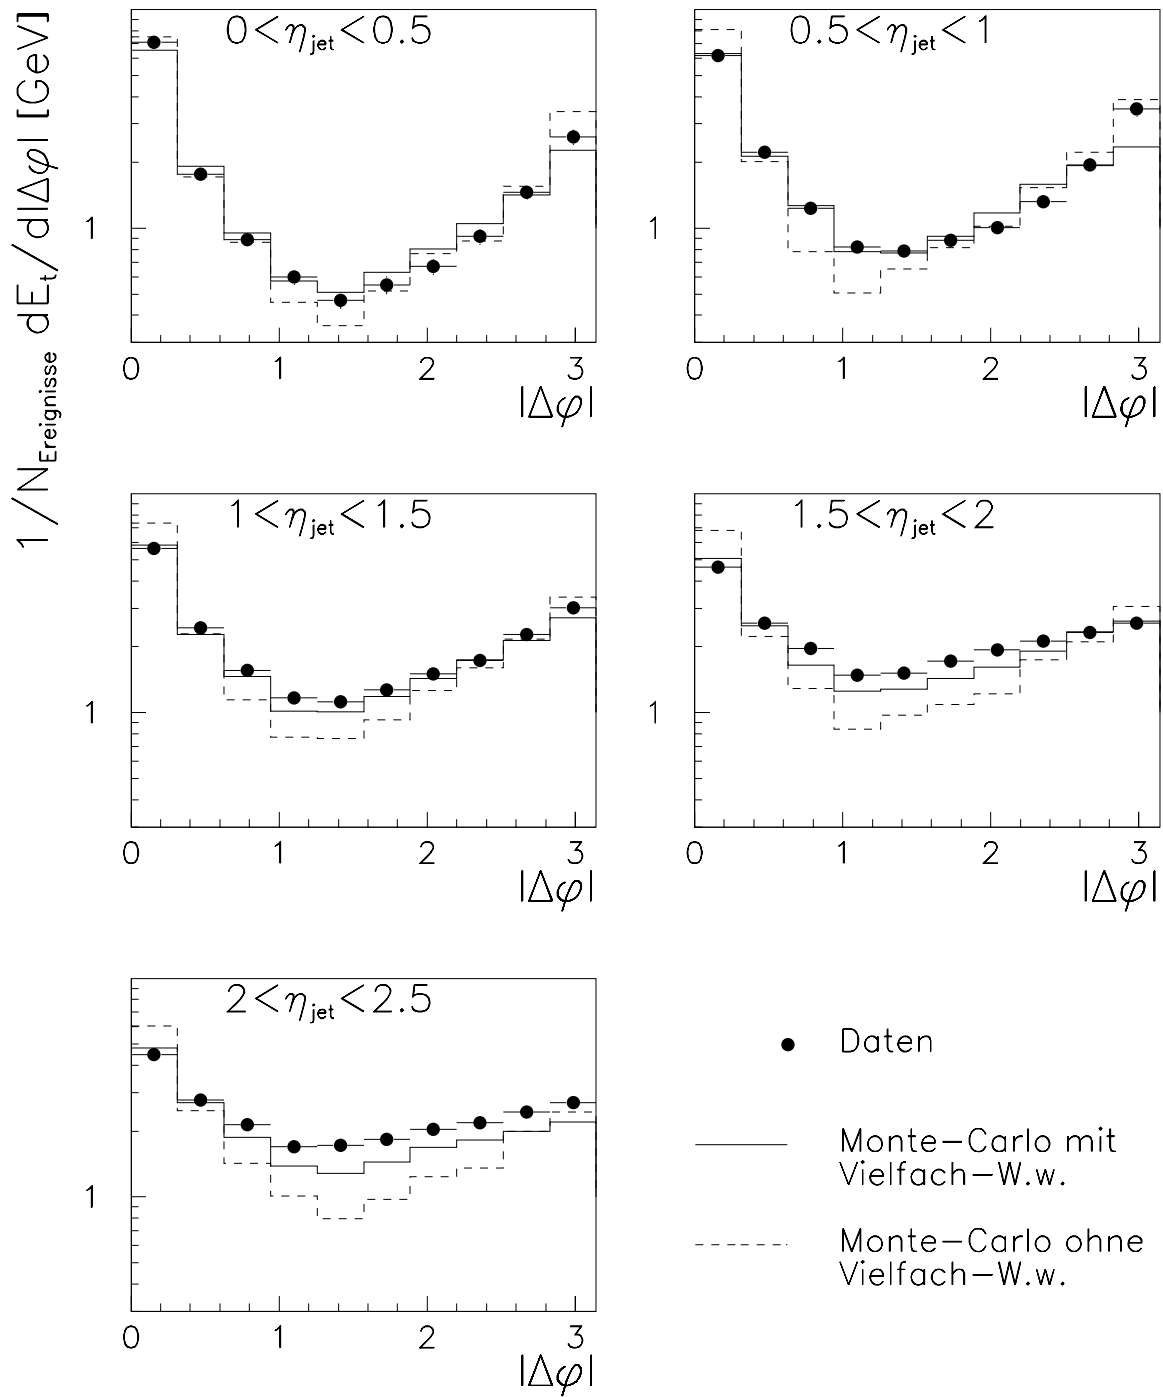 1/N_Ereignisse dE_t/d|Δφ| [GeV]
0<η_jet<0.5
1
0 1 2 3
|Δφ|
0.5<η_jet<1
1
0 1 2 3
|Δφ|
1<η_jet<1.5
1
0 1 2 3
|Δφ|
1.5<η_jet<2
1
0 1 2 3
|Δφ|
2<η_jet<2.5
1
0 1 2 3
|Δφ|
Daten
Monte-Carlo mit
Vielfach-W.w.
Monte-Carlo ohne
Vielfach-W.w.